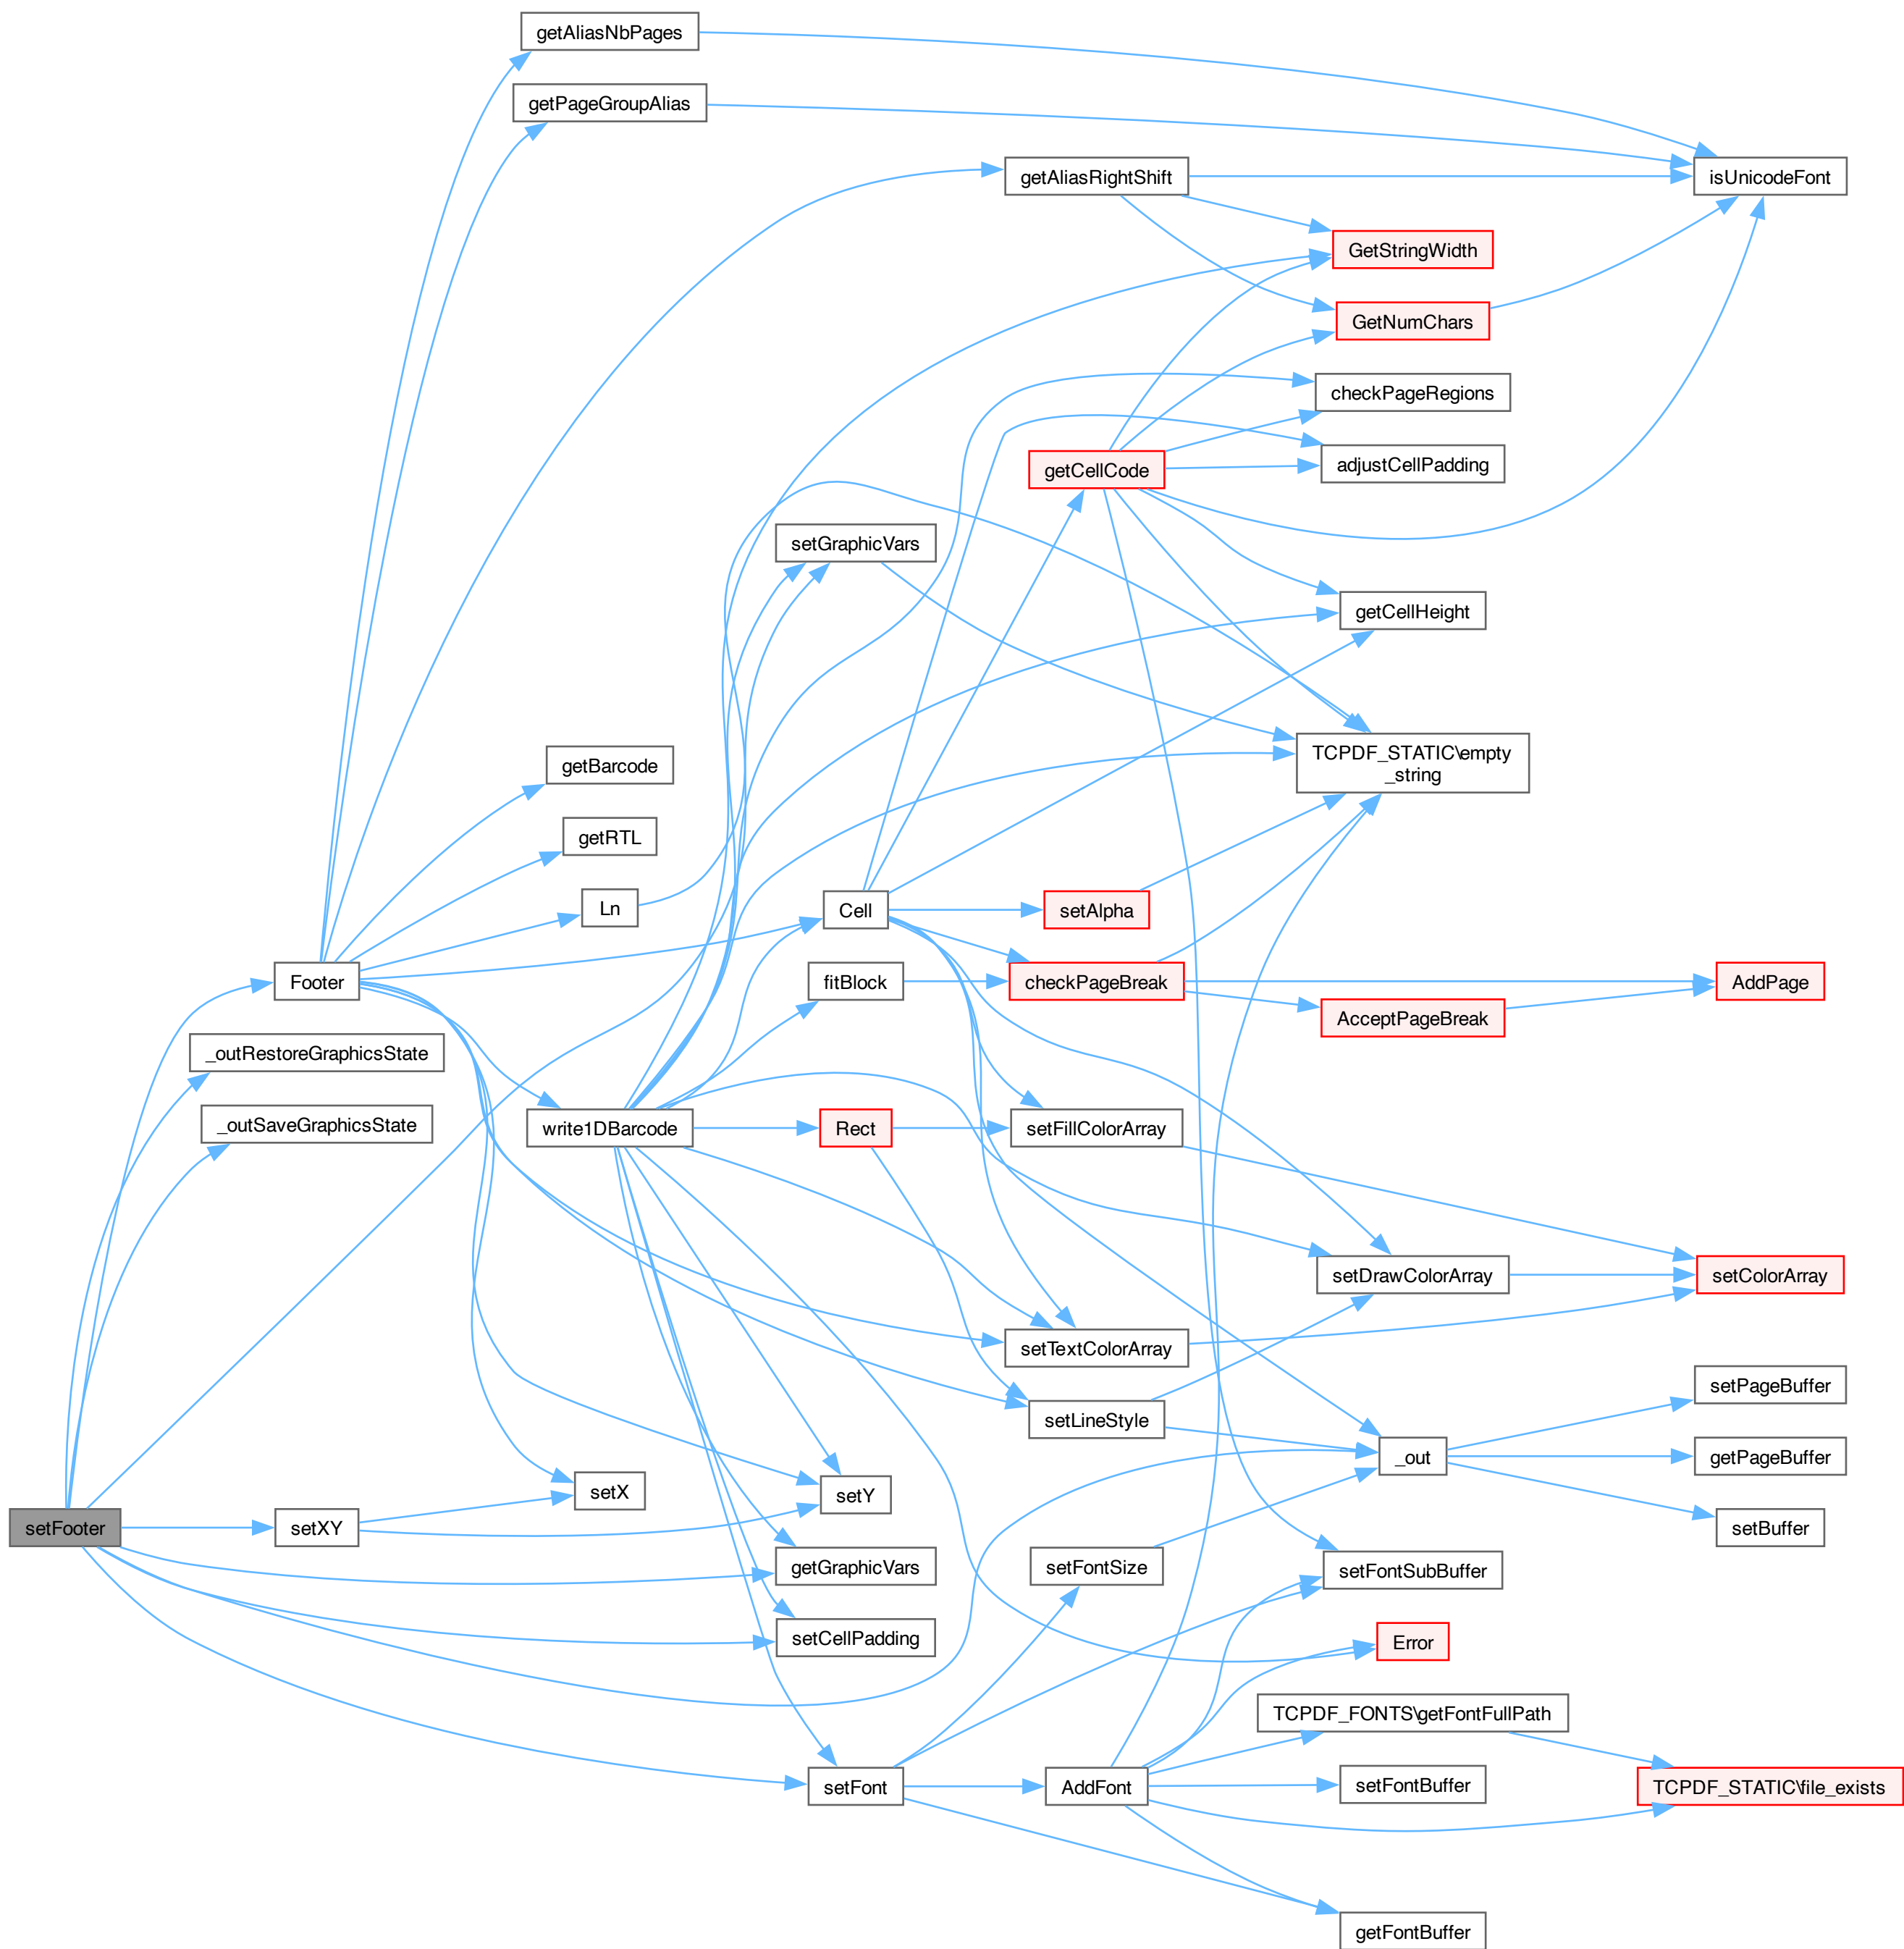 getAliasNbPages
getPageGroupAlias
getAliasRightShift
isUnicodeFont
GetStringWidth
GetNumChars
checkPageRegions
getCellCode
adjustCellPadding
setGraphicVars
getCellHeight
TCPDF_STATIC\empty
_string
getBarcode
getRTL
Ln
Cell
setAlpha
Footer
fitBlock
checkPageBreak
AddPage
AcceptPageBreak
_outRestoreGraphicsState
_outSaveGraphicsState
write1DBarcode
Rect
setFillColorArray
setDrawColorArray
setColorArray
setTextColorArray
setPageBuffer
setLineStyle
_out
getPageBuffer
setX
setY
setFooter
setXY
setBuffer
getGraphicVars
setFontSize
setFontSubBuffer
setCellPadding
Error
TCPDF_FONTS\getFontFullPath
setFont
AddFont
setFontBuffer
TCPDF_STATIC\file_exists
getFontBuffer